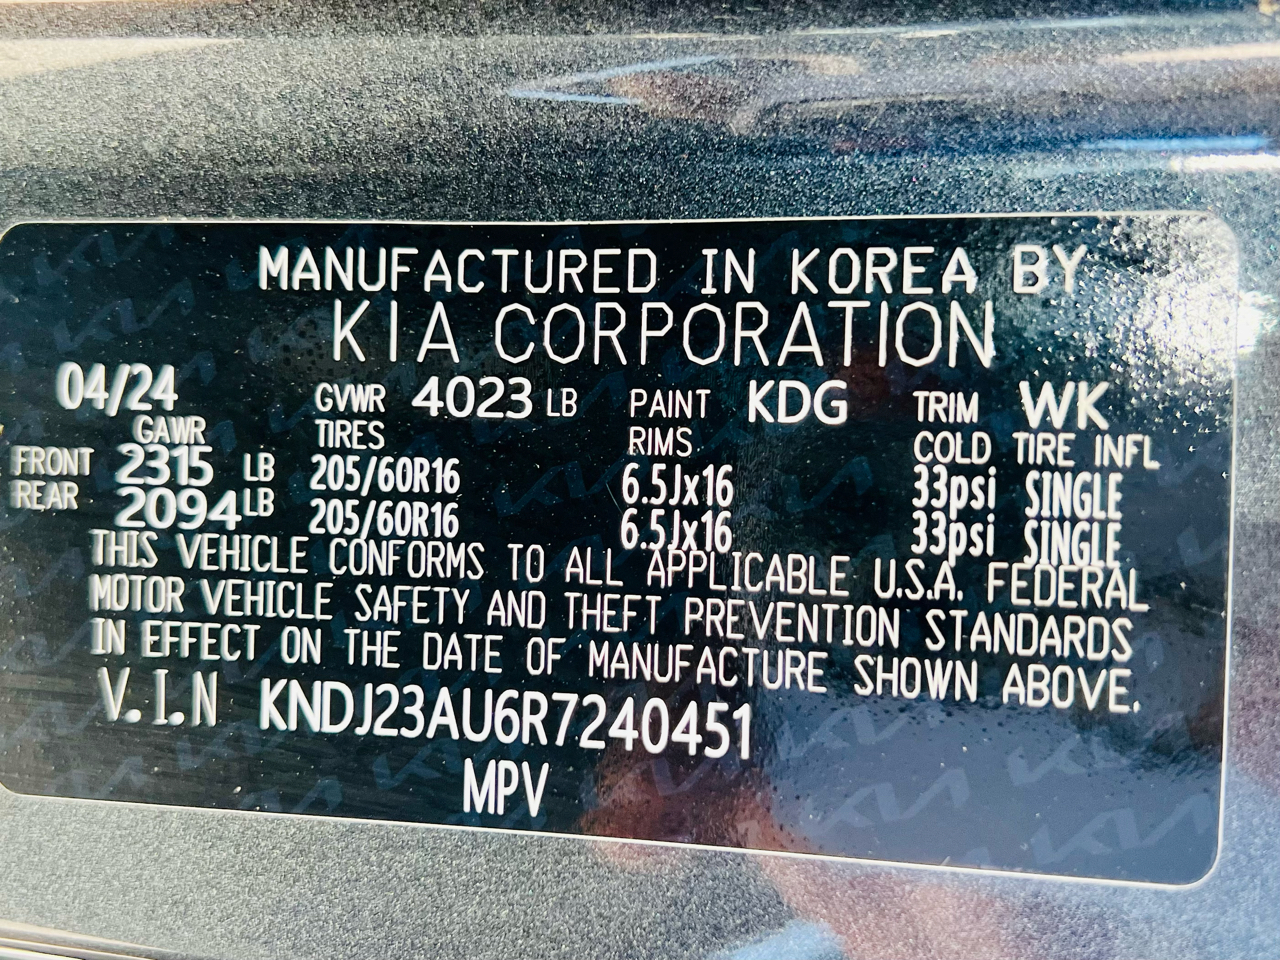 MANUFACTURED IN KOREA BY
KIA CORPORATION
04/24 GVWR 4023 LB PAINT KDG TRIM WK
GAWR TIRES RIMS COLD TIRE INFL
FRONT 2315 LB 205/60R16 6.5Jx16 33psi SINGLE
REAR 2094 LB 205/60R16 6.5Jx16 33psi SINGLE
THIS VEHICLE CONFORMS TO ALL APPLICABLE U.S.A. FEDERAL
MOTOR VEHICLE SAFETY AND THEFT PREVENTION STANDARDS
IN EFFECT ON THE DATE OF MANUFACTURE SHOWN ABOVE.
V.I.N KNDJ23AU6R7240451
MPV